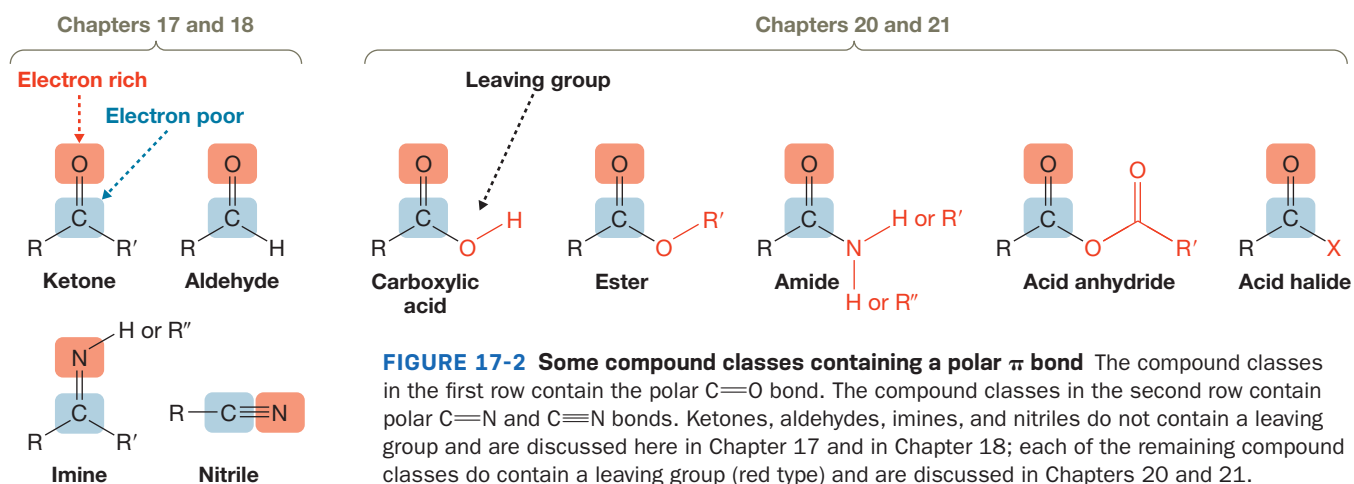 Chapters 17 and 18
Chapters 20 and 21
Electron rich
Electron poor
Leaving group
O
C
R R′
Ketone
O
C
R H
Aldehyde
O
C
R O H
Carboxylic
acid
O
C
R O R′
Ester
O
C
R N H or R′
H or R″
Amide
O O
C
R O R′
Acid anhydride
O
C
R X
Acid halide
N H or R″
C
R R′
Imine
R—C≡N
Nitrile
FIGURE 17-2 Some compound classes containing a polar π bond The compound classes
in the first row contain the polar C=O bond. The compound classes in the second row contain
polar C=N and C≡N bonds. Ketones, aldehydes, imines, and nitriles do not contain a leaving
group and are discussed here in Chapter 17 and in Chapter 18; each of the remaining compound
classes do contain a leaving group (red type) and are discussed in Chapters 20 and 21.